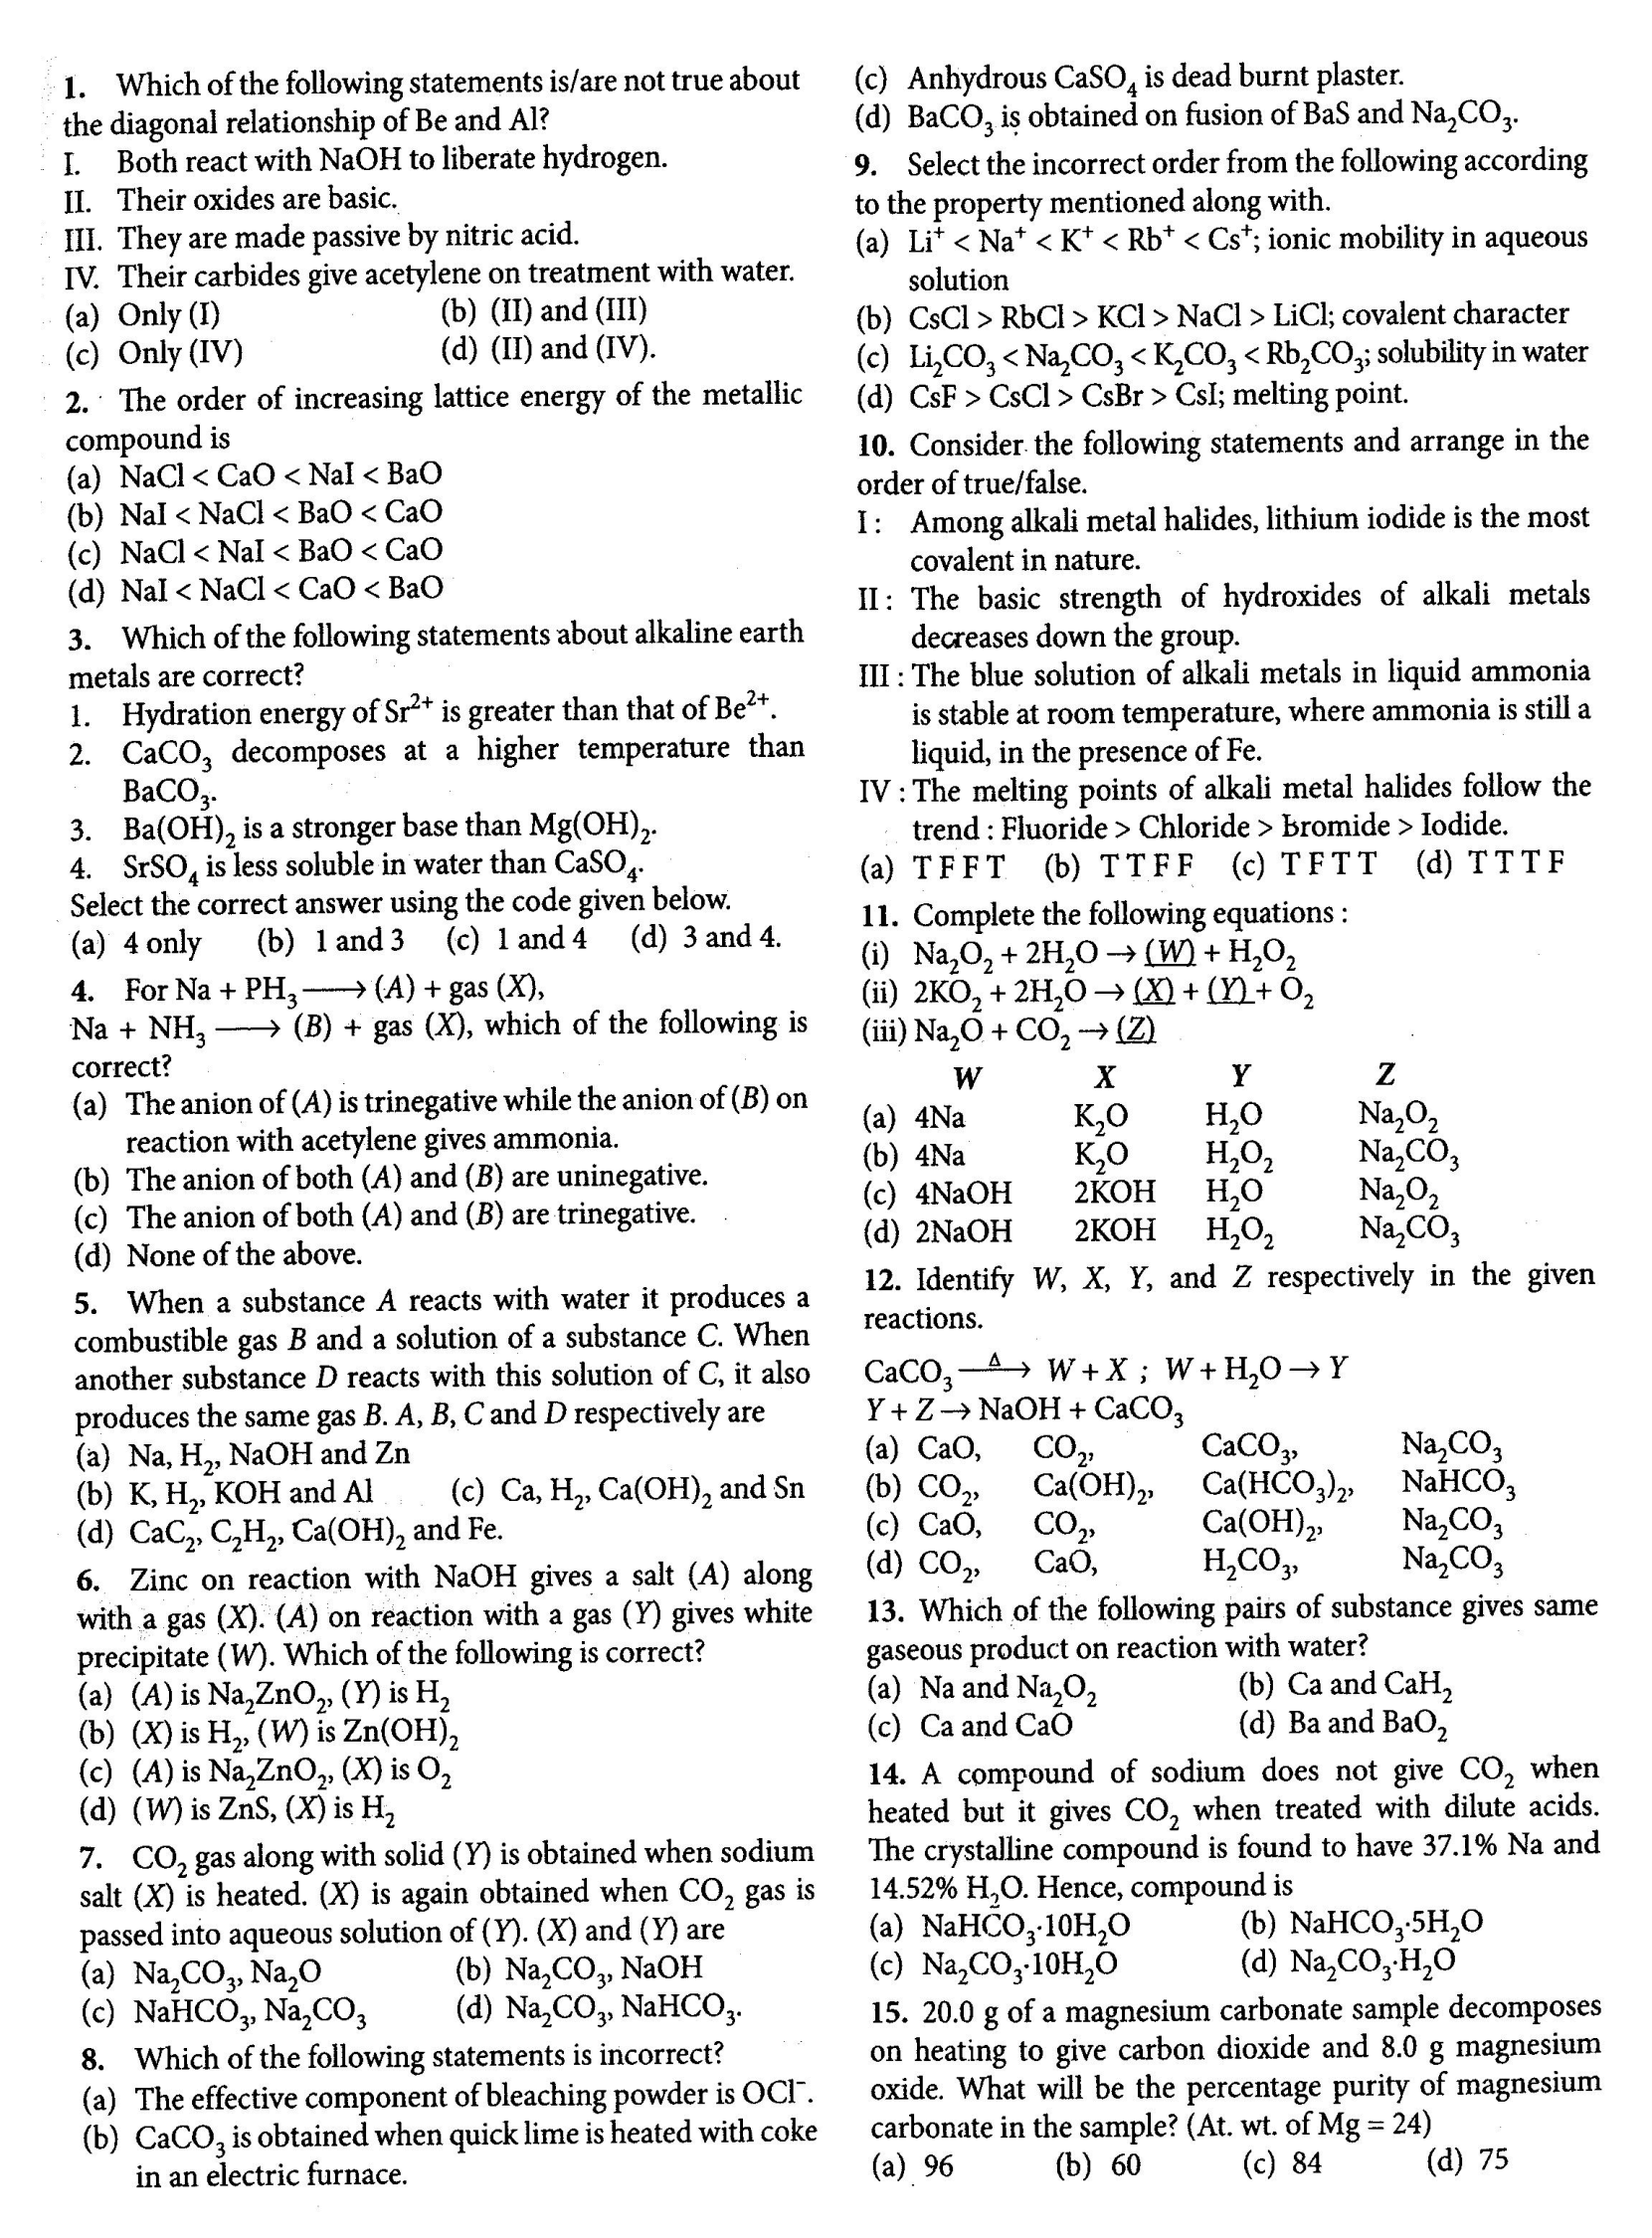 1. Which of the following statements is/are not true about
the diagonal relationship of Be and Al?
I. Both react with NaOH to liberate hydrogen.
II. Their oxides are basic.
III. They are made passive by nitric acid.
IV. Their carbides give acetylene on treatment with water.
(a) Only (I) (b) (II) and (III)
(c) Only (IV) (d) (II) and (IV).
2. The order of increasing lattice energy of the metallic
compound is
(a) NaCl < CaO < NaI < BaO
(b) NaI < NaCl < BaO < CaO
(c) NaCl < NaI < BaO < CaO
(d) NaI < NaCl < CaO < BaO
3. Which of the following statements about alkaline earth
metals are correct?
1. Hydration energy of Sr²⁺ is greater than that of Be²⁺.
2. CaCO₃ decomposes at a higher temperature than
BaCO₃.
3. Ba(OH)₂ is a stronger base than Mg(OH)₂.
4. SrSO₄ is less soluble in water than CaSO₄.
Select the correct answer using the code given below.
(a) 4 only (b) 1 and 3 (c) 1 and 4 (d) 3 and 4.
4. For Na + PH₃ ⟶ (A) + gas (X),
Na + NH₃ ⟶ (B) + gas (X), which of the following is
correct?
(a) The anion of (A) is trinegative while the anion of (B) on
reaction with acetylene gives ammonia.
(b) The anion of both (A) and (B) are uninegative.
(c) The anion of both (A) and (B) are trinegative.
(d) None of the above.
5. When a substance A reacts with water it produces a
combustible gas B and a solution of a substance C. When
another substance D reacts with this solution of C, it also
produces the same gas B. A, B, C and D respectively are
(a) Na, H₂, NaOH and Zn
(b) K, H₂, KOH and Al (c) Ca, H₂, Ca(OH)₂ and Sn
(d) CaC₂, C₂H₂, Ca(OH)₂ and Fe.
6. Zinc on reaction with NaOH gives a salt (A) along
with a gas (X). (A) on reaction with a gas (Y) gives white
precipitate (W). Which of the following is correct?
(a) (A) is Na₂ZnO₂, (Y) is H₂
(b) (X) is H₂, (W) is Zn(OH)₂
(c) (A) is Na₂ZnO₂, (X) is O₂
(d) (W) is ZnS, (X) is H₂
7. CO₂ gas along with solid (Y) is obtained when sodium
salt (X) is heated. (X) is again obtained when CO₂ gas is
passed into aqueous solution of (Y). (X) and (Y) are
(a) Na₂CO₃, Na₂O (b) Na₂CO₃, NaOH
(c) NaHCO₃, Na₂CO₃ (d) Na₂CO₃, NaHCO₃.
8. Which of the following statements is incorrect?
(a) The effective component of bleaching powder is OCl⁻.
(b) CaCO₃ is obtained when quick lime is heated with coke
in an electric furnace.
(c) Anhydrous CaSO₄ is dead burnt plaster.
(d) BaCO₃ is obtained on fusion of BaS and Na₂CO₃.
9. Select the incorrect order from the following according
to the property mentioned along with.
(a) Li⁺ < Na⁺ < K⁺ < Rb⁺ < Cs⁺; ionic mobility in aqueous
solution
(b) CsCl > RbCl > KCl > NaCl > LiCl; covalent character
(c) Li₂CO₃ < Na₂CO₃ < K₂CO₃ < Rb₂CO₃; solubility in water
(d) CsF > CsCl > CsBr > CsI; melting point.
10. Consider the following statements and arrange in the
order of true/false.
I : Among alkali metal halides, lithium iodide is the most
covalent in nature.
II : The basic strength of hydroxides of alkali metals
decreases down the group.
III : The blue solution of alkali metals in liquid ammonia
is stable at room temperature, where ammonia is still a
liquid, in the presence of Fe.
IV : The melting points of alkali metal halides follow the
trend : Fluoride > Chloride > Bromide > Iodide.
(a) T F F T (b) T T F F (c) T F T T (d) T T T F
11. Complete the following equations :
(i) Na₂O₂ + 2H₂O → (W) + H₂O₂
(ii) 2KO₂ + 2H₂O → (X) + (Y) + O₂
(iii) Na₂O + CO₂ → (Z)
W X Y Z
(a) 4Na K₂O H₂O Na₂O₂
(b) 4Na K₂O H₂O₂ Na₂CO₃
(c) 4NaOH 2KOH H₂O Na₂O₂
(d) 2NaOH 2KOH H₂O₂ Na₂CO₃
12. Identify W, X, Y, and Z respectively in the given
reactions.
CaCO₃ —Δ→ W + X ; W + H₂O → Y
Y + Z → NaOH + CaCO₃
(a) CaO, CO₂, CaCO₃, Na₂CO₃
(b) CO₂, Ca(OH)₂, Ca(HCO₃)₂, NaHCO₃
(c) CaO, CO₂, Ca(OH)₂, Na₂CO₃
(d) CO₂, CaO, H₂CO₃, Na₂CO₃
13. Which of the following pairs of substance gives same
gaseous product on reaction with water?
(a) Na and Na₂O₂ (b) Ca and CaH₂
(c) Ca and CaO (d) Ba and BaO₂
14. A compound of sodium does not give CO₂ when
heated but it gives CO₂ when treated with dilute acids.
The crystalline compound is found to have 37.1% Na and
14.52% H₂O. Hence, compound is
(a) NaHCO₃·10H₂O (b) NaHCO₃·5H₂O
(c) Na₂CO₃·10H₂O (d) Na₂CO₃·H₂O
15. 20.0 g of a magnesium carbonate sample decomposes
on heating to give carbon dioxide and 8.0 g magnesium
oxide. What will be the percentage purity of magnesium
carbonate in the sample? (At. wt. of Mg = 24)
(a) 96 (b) 60 (c) 84 (d) 75